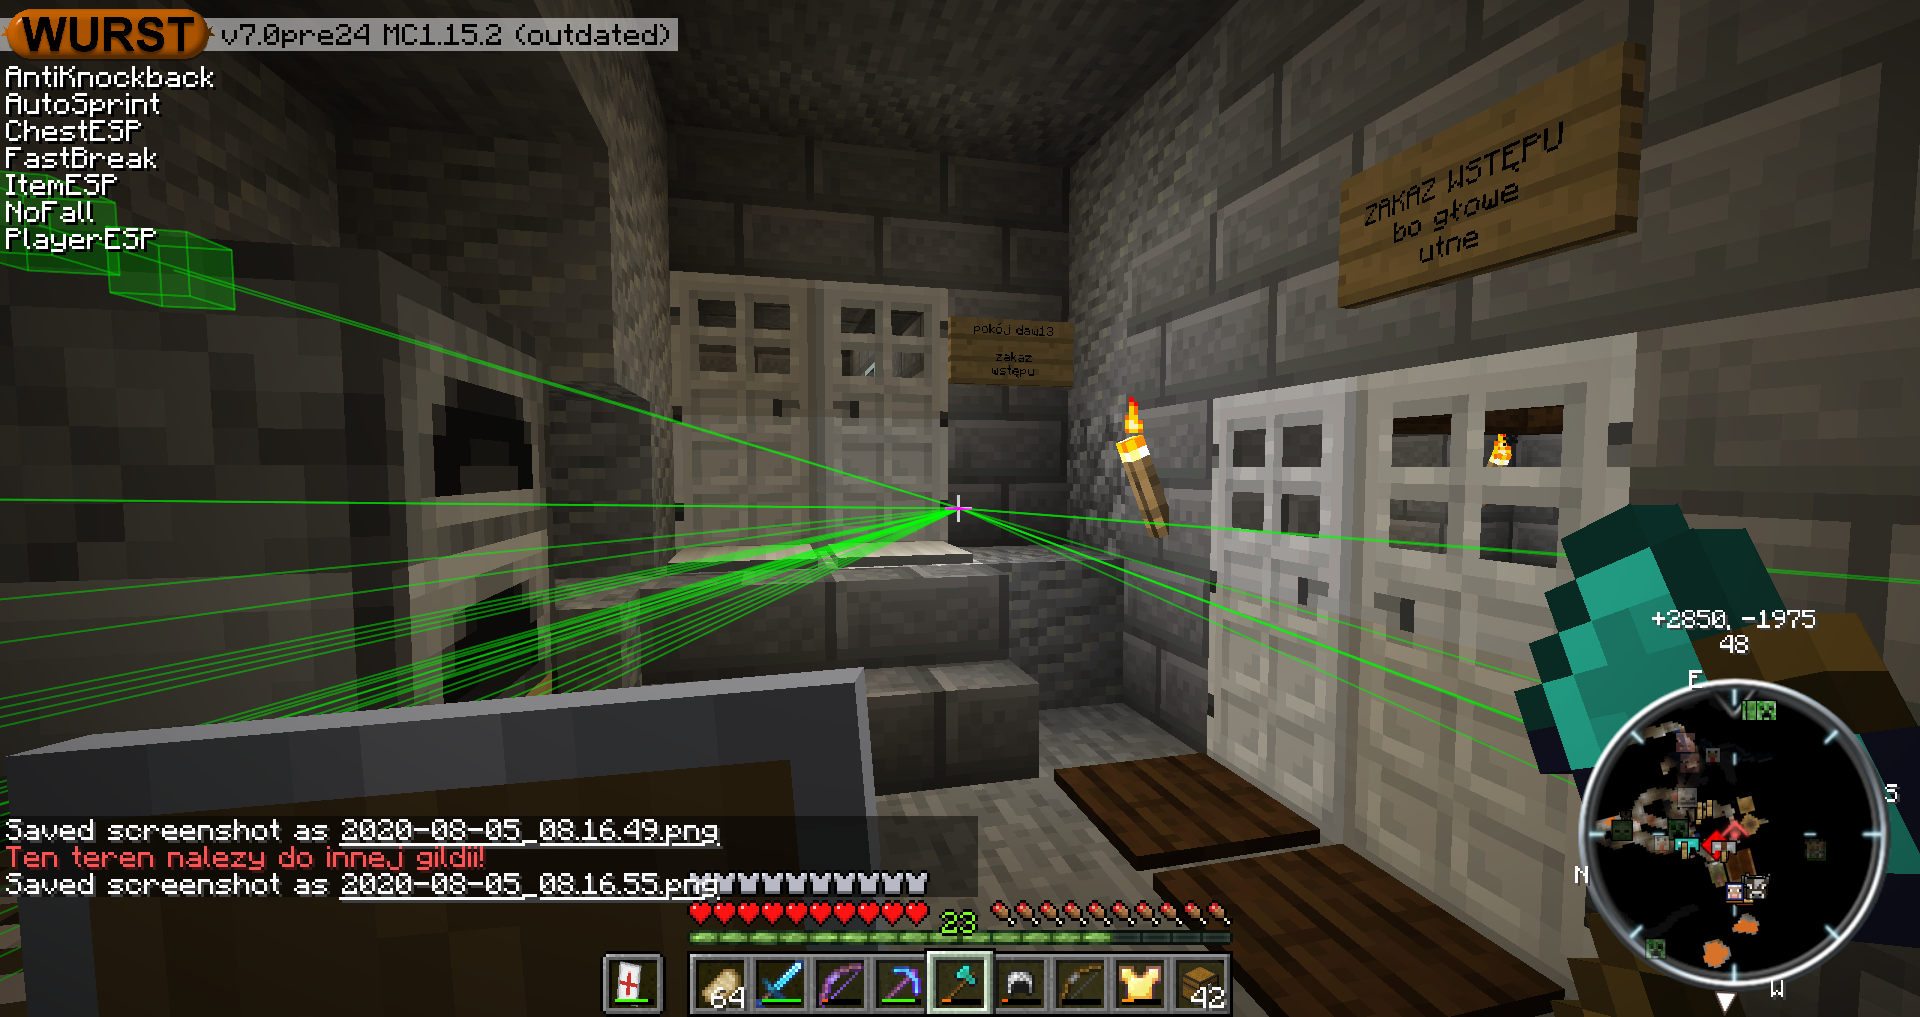 WURST v7.0pre24 MC1.15.2 (outdated)
AntiKnockback
AutoSprint
ChestESP
FastBreak
ItemESP
NoFall
PlayerESP
ZAKAZ WSTĘPU
bo głowe
utne
pokój daw13
zakaz
wstępu
+2850, -1975
48
E
S
N
W
Saved screenshot as 2020-08-05_08.16.49.png
Ten teren nalezy do innej gildii!
Saved screenshot as 2020-08-05_08.16.55.png
23
64
42